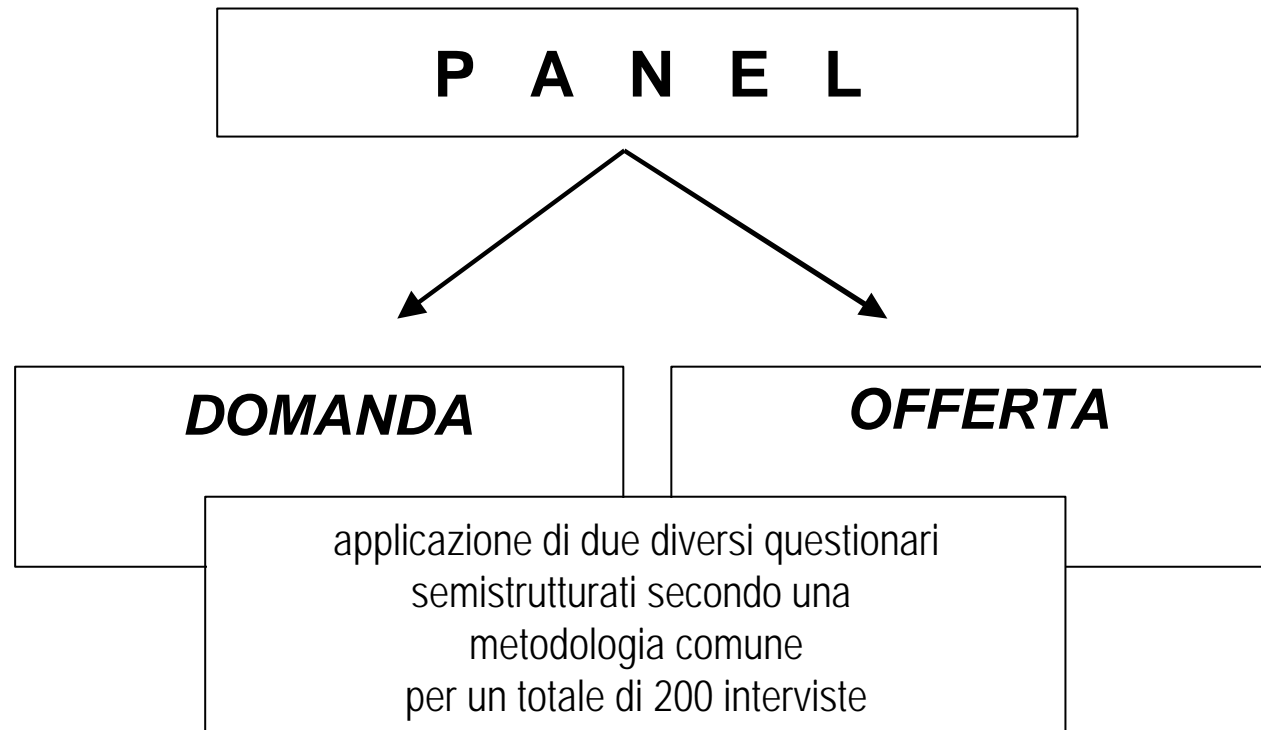 P A N E L
DOMANDA
OFFERTA
applicazione di due diversi questionari
semistrutturati secondo una
metodologia comune
per un totale di 200 interviste